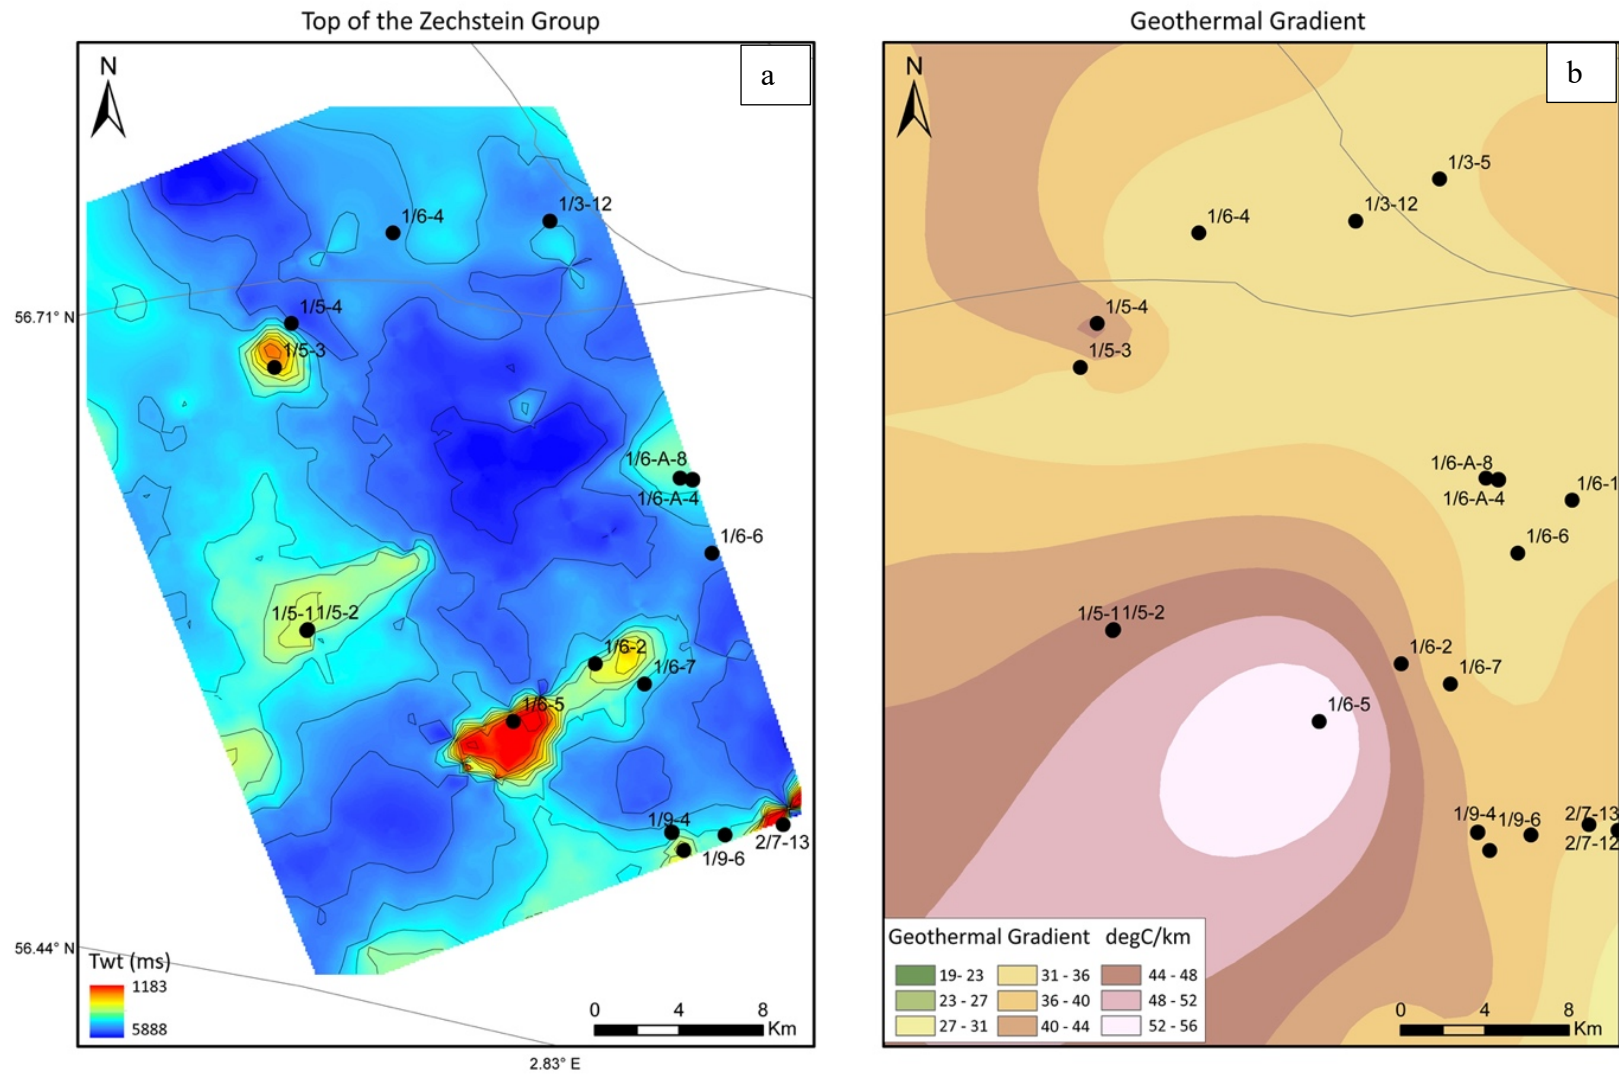 Top of the Zechstein Group
N
a
1/6-4
1/3-12
1/5-4
56.71° N
1/5-3
1/6-A-8
1/6-A-4
1/6-6
1/5-1 1/5-2
1/6-2
1/6-7
1/6-5
1/9-4
2/7-13
1/9-6
56.44° N
Twt (ms)
1183
5888
0 4 8
Km
2.83° E
Geothermal Gradient
N
b
1/3-5
1/6-4
1/3-12
1/5-4
1/5-3
1/6-A-8
1/6-A-4
1/6-1
1/6-6
1/5-1 1/5-2
1/6-2
1/6-7
1/6-5
1/9-4 1/9-6 2/7-13
2/7-12
Geothermal Gradient degC/km
19- 23 31 - 36 44 - 48
23 - 27 36 - 40 48 - 52
27 - 31 40 - 44 52 - 56
0 4 8
Km